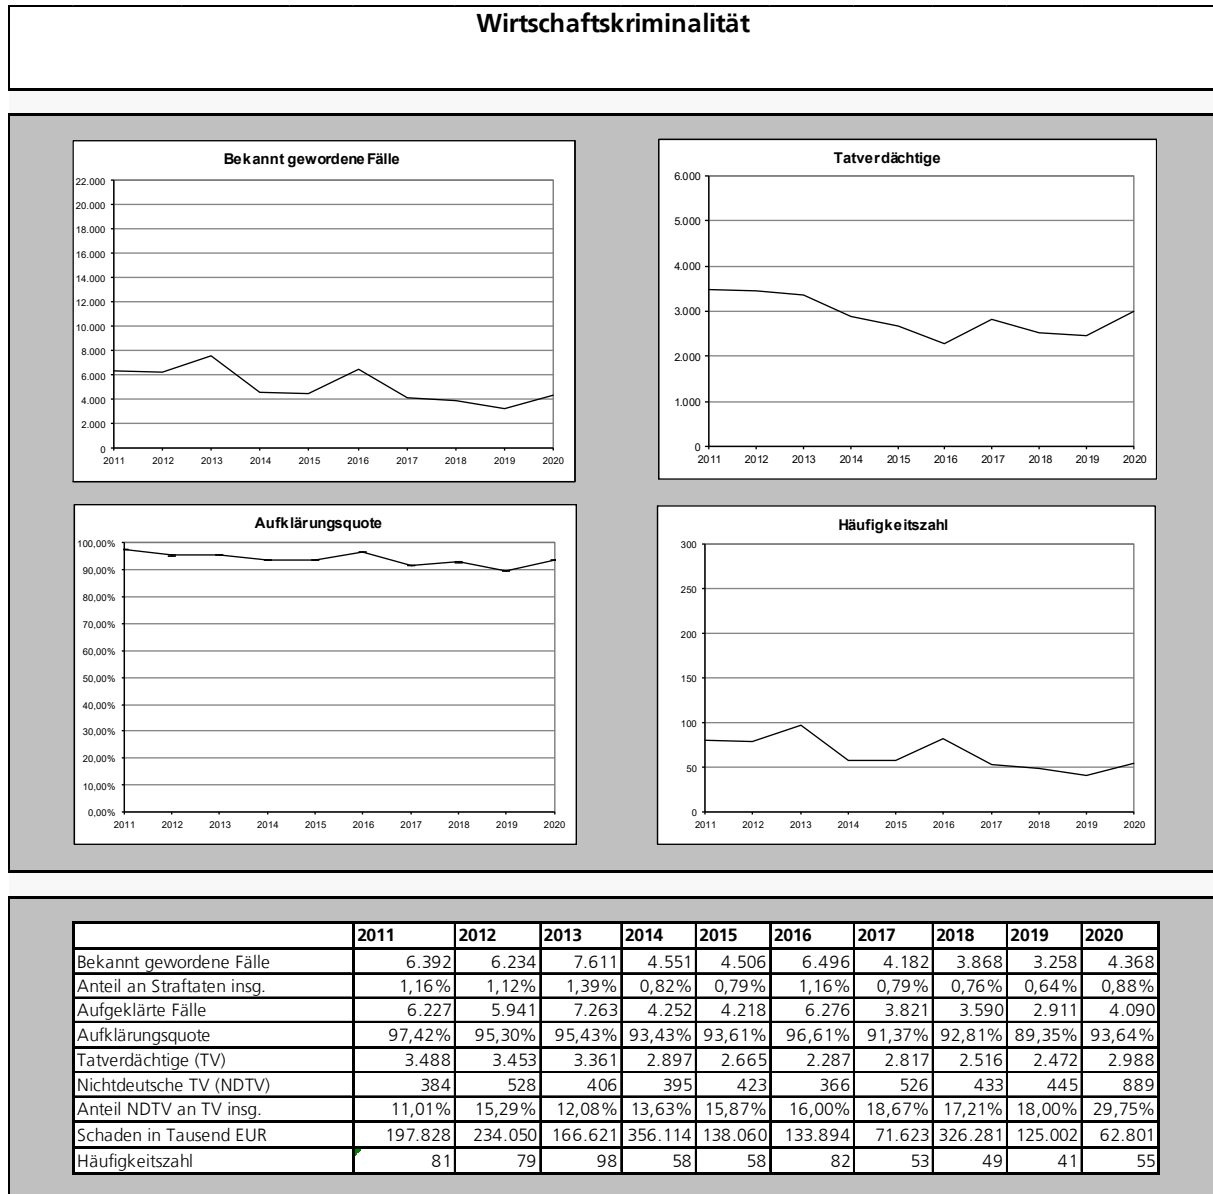 Wirtschaftskriminalität
Bekannt gewordene Fälle
22.000
20.000
18.000
16.000
14.000
12.000
10.000
8.000
6.000
4.000
2.000
0
2011 2012 2013 2014 2015 2016 2017 2018 2019 2020
Tatverdächtige
6.000
5.000
4.000
3.000
2.000
1.000
0
2011 2012 2013 2014 2015 2016 2017 2018 2019 2020
Aufklärungsquote
100,00%
90,00%
80,00%
70,00%
60,00%
50,00%
40,00%
30,00%
20,00%
10,00%
0,00%
2011 2012 2013 2014 2015 2016 2017 2018 2019 2020
Häufigkeitszahl
300
250
200
150
100
50
0
2011 2012 2013 2014 2015 2016 2017 2018 2019 2020
2011 2012 2013 2014 2015 2016 2017 2018 2019 2020
Bekannt gewordene Fälle 6.392 6.234 7.611 4.551 4.506 6.496 4.182 3.868 3.258 4.368
Anteil an Straftaten insg. 1,16% 1,12% 1,39% 0,82% 0,79% 1,16% 0,79% 0,76% 0,64% 0,88%
Aufgeklärte Fälle 6.227 5.941 7.263 4.252 4.218 6.276 3.821 3.590 2.911 4.090
Aufklärungsquote 97,42% 95,30% 95,43% 93,43% 93,61% 96,61% 91,37% 92,81% 89,35% 93,64%
Tatverdächtige (TV) 3.488 3.453 3.361 2.897 2.665 2.287 2.817 2.516 2.472 2.988
Nichtdeutsche TV (NDTV) 384 528 406 395 423 366 526 433 445 889
Anteil NDTV an TV insg. 11,01% 15,29% 12,08% 13,63% 15,87% 16,00% 18,67% 17,21% 18,00% 29,75%
Schaden in Tausend EUR 197.828 234.050 166.621 356.114 138.060 133.894 71.623 326.281 125.002 62.801
Häufigkeitszahl 81 79 98 58 58 82 53 49 41 55